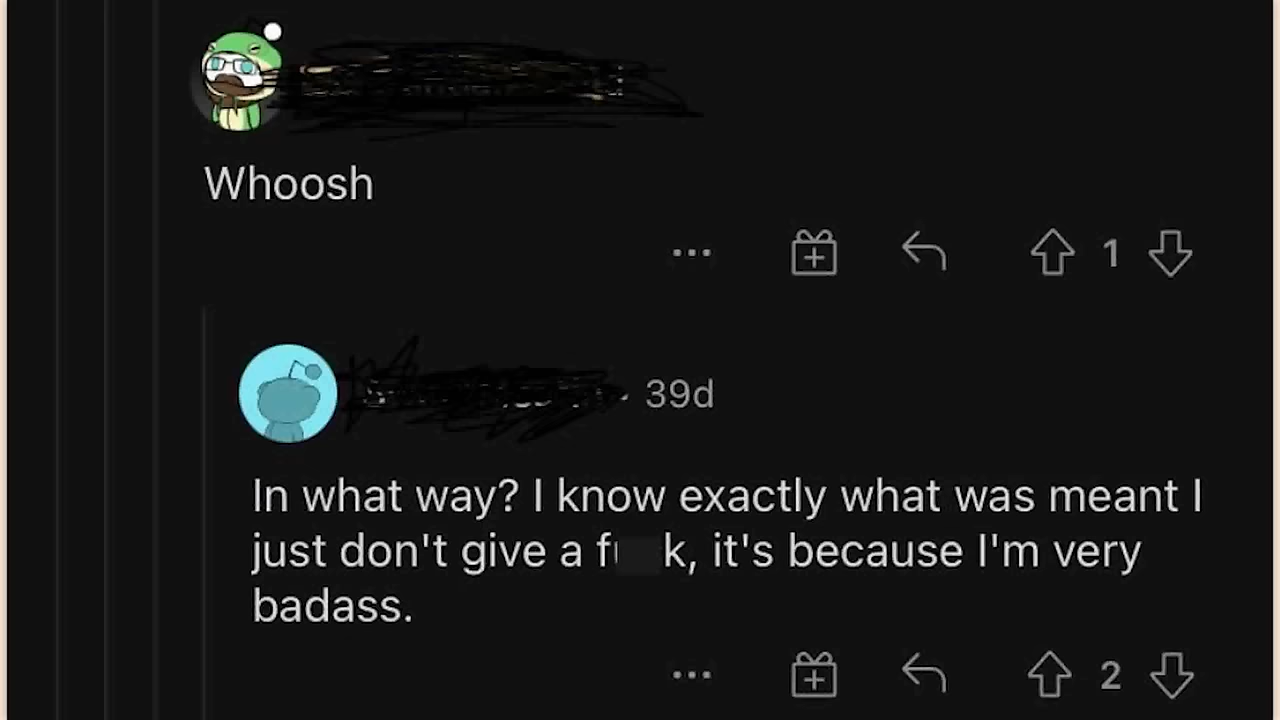 Whoosh
1
39d
In what way? I know exactly what was meant I
just don't give a f k, it's because I'm very
badass.
2